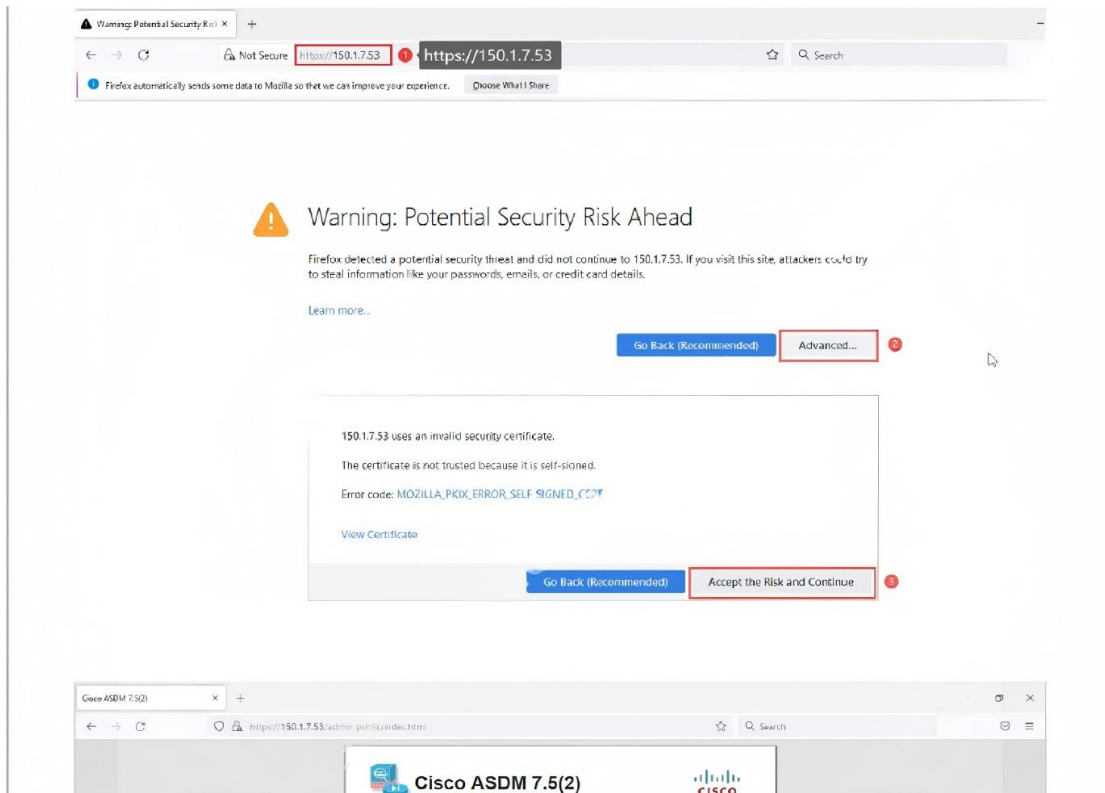 Warning: Potential Security Ris
Not Secure https://150.1.7.53 1 https://150.1.7.53 Search
Firefox automatically sends some data to Mozilla so that we can improve your experience. Choose What I Share
Warning: Potential Security Risk Ahead
Firefox detected a potential security threat and did not continue to 150.1.7.53. If you visit this site, attackers could try
to steal information like your passwords, emails, or credit card details.
Learn more...
Go Back (Recommended) Advanced... 2
150.1.7.53 uses an invalid security certificate.
The certificate is not trusted because it is self-signed.
Error code: MOZILLA_PKIX_ERROR_SELF_SIGNED_CERT
View Certificate
Go Back (Recommended) Accept the Risk and Continue 3
Cisco ASDM 7.5(2)
https://150.1.7.53/admin/public/index.html Search
Cisco ASDM 7.5(2) CISCO